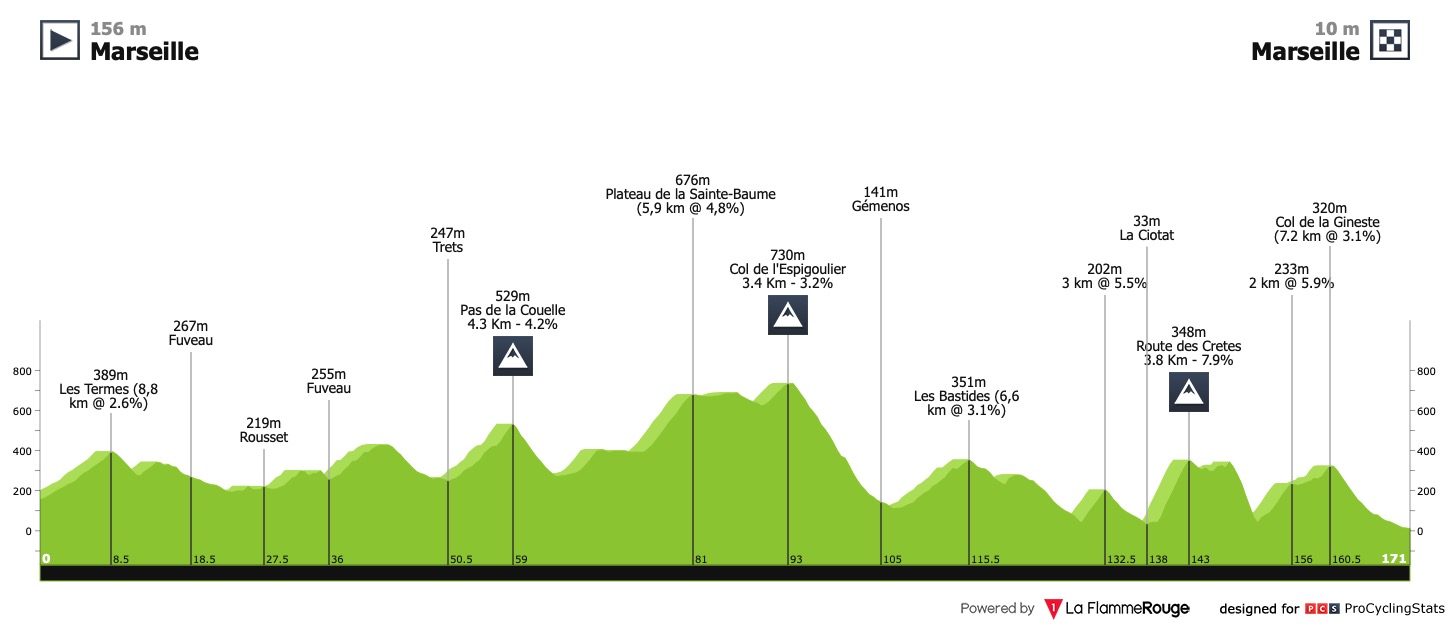 156 m
Marseille
10 m
Marseille
676m
Plateau de la Sainte-Baume
(5,9 km @ 4,8%)
141m
Gémenos
320m
Col de la Gineste
(7.2 km @ 3.1%)
33m
La Ciotat
247m
Trets
730m
Col de l'Espigoulier
3.4 Km - 3.2%
202m
3 km @ 5.5%
233m
2 km @ 5.9%
529m
Pas de la Couelle
4.3 Km - 4.2%
267m
Fuveau
348m
Route des Cretes
3.8 Km - 7.9%
389m
Les Termes (8,8
km @ 2.6%)
255m
Fuveau
351m
Les Bastides (6,6
km @ 3.1%)
219m
Rousset
800
600
400
200
0
800
600
400
200
0
0 8.5 18.5 27.5 36 50.5 59 81 93 105 115.5 132.5 138 143 156 160.5 171
Powered by 1 La FlammeRouge designed for PCS ProCyclingStats